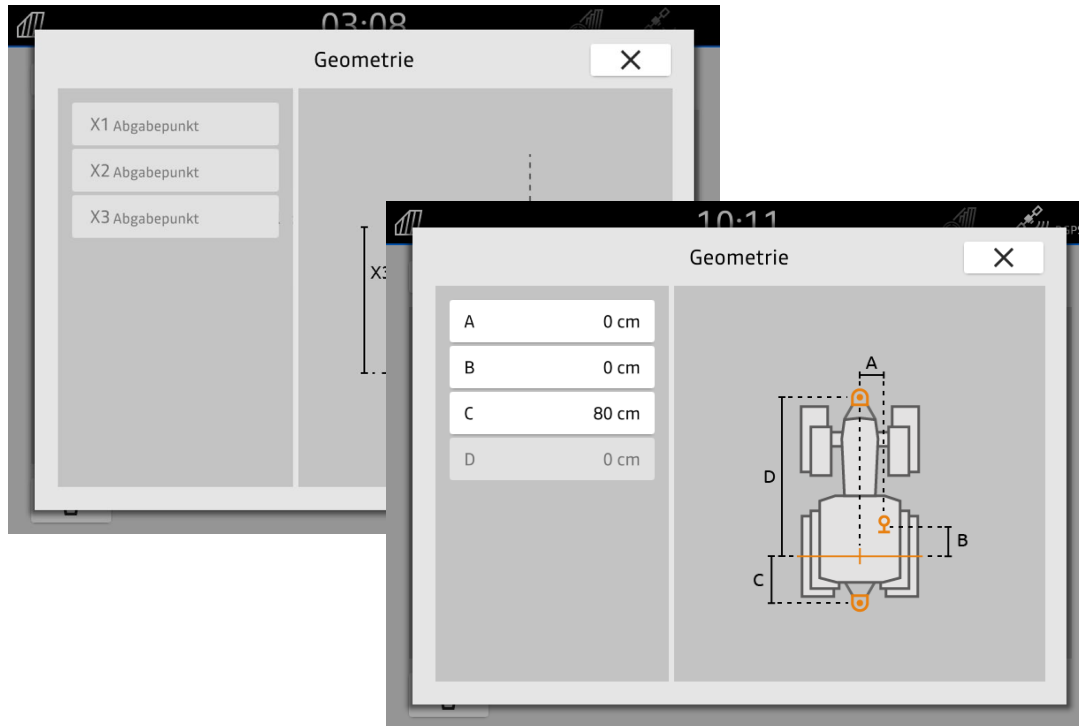 03:08
Geometrie
X1 Abgabepunkt
X2 Abgabepunkt
X3 Abgabepunkt
10:11
Geometrie
A 0 cm
B 0 cm
C 80 cm
D 0 cm
A
D
B
C